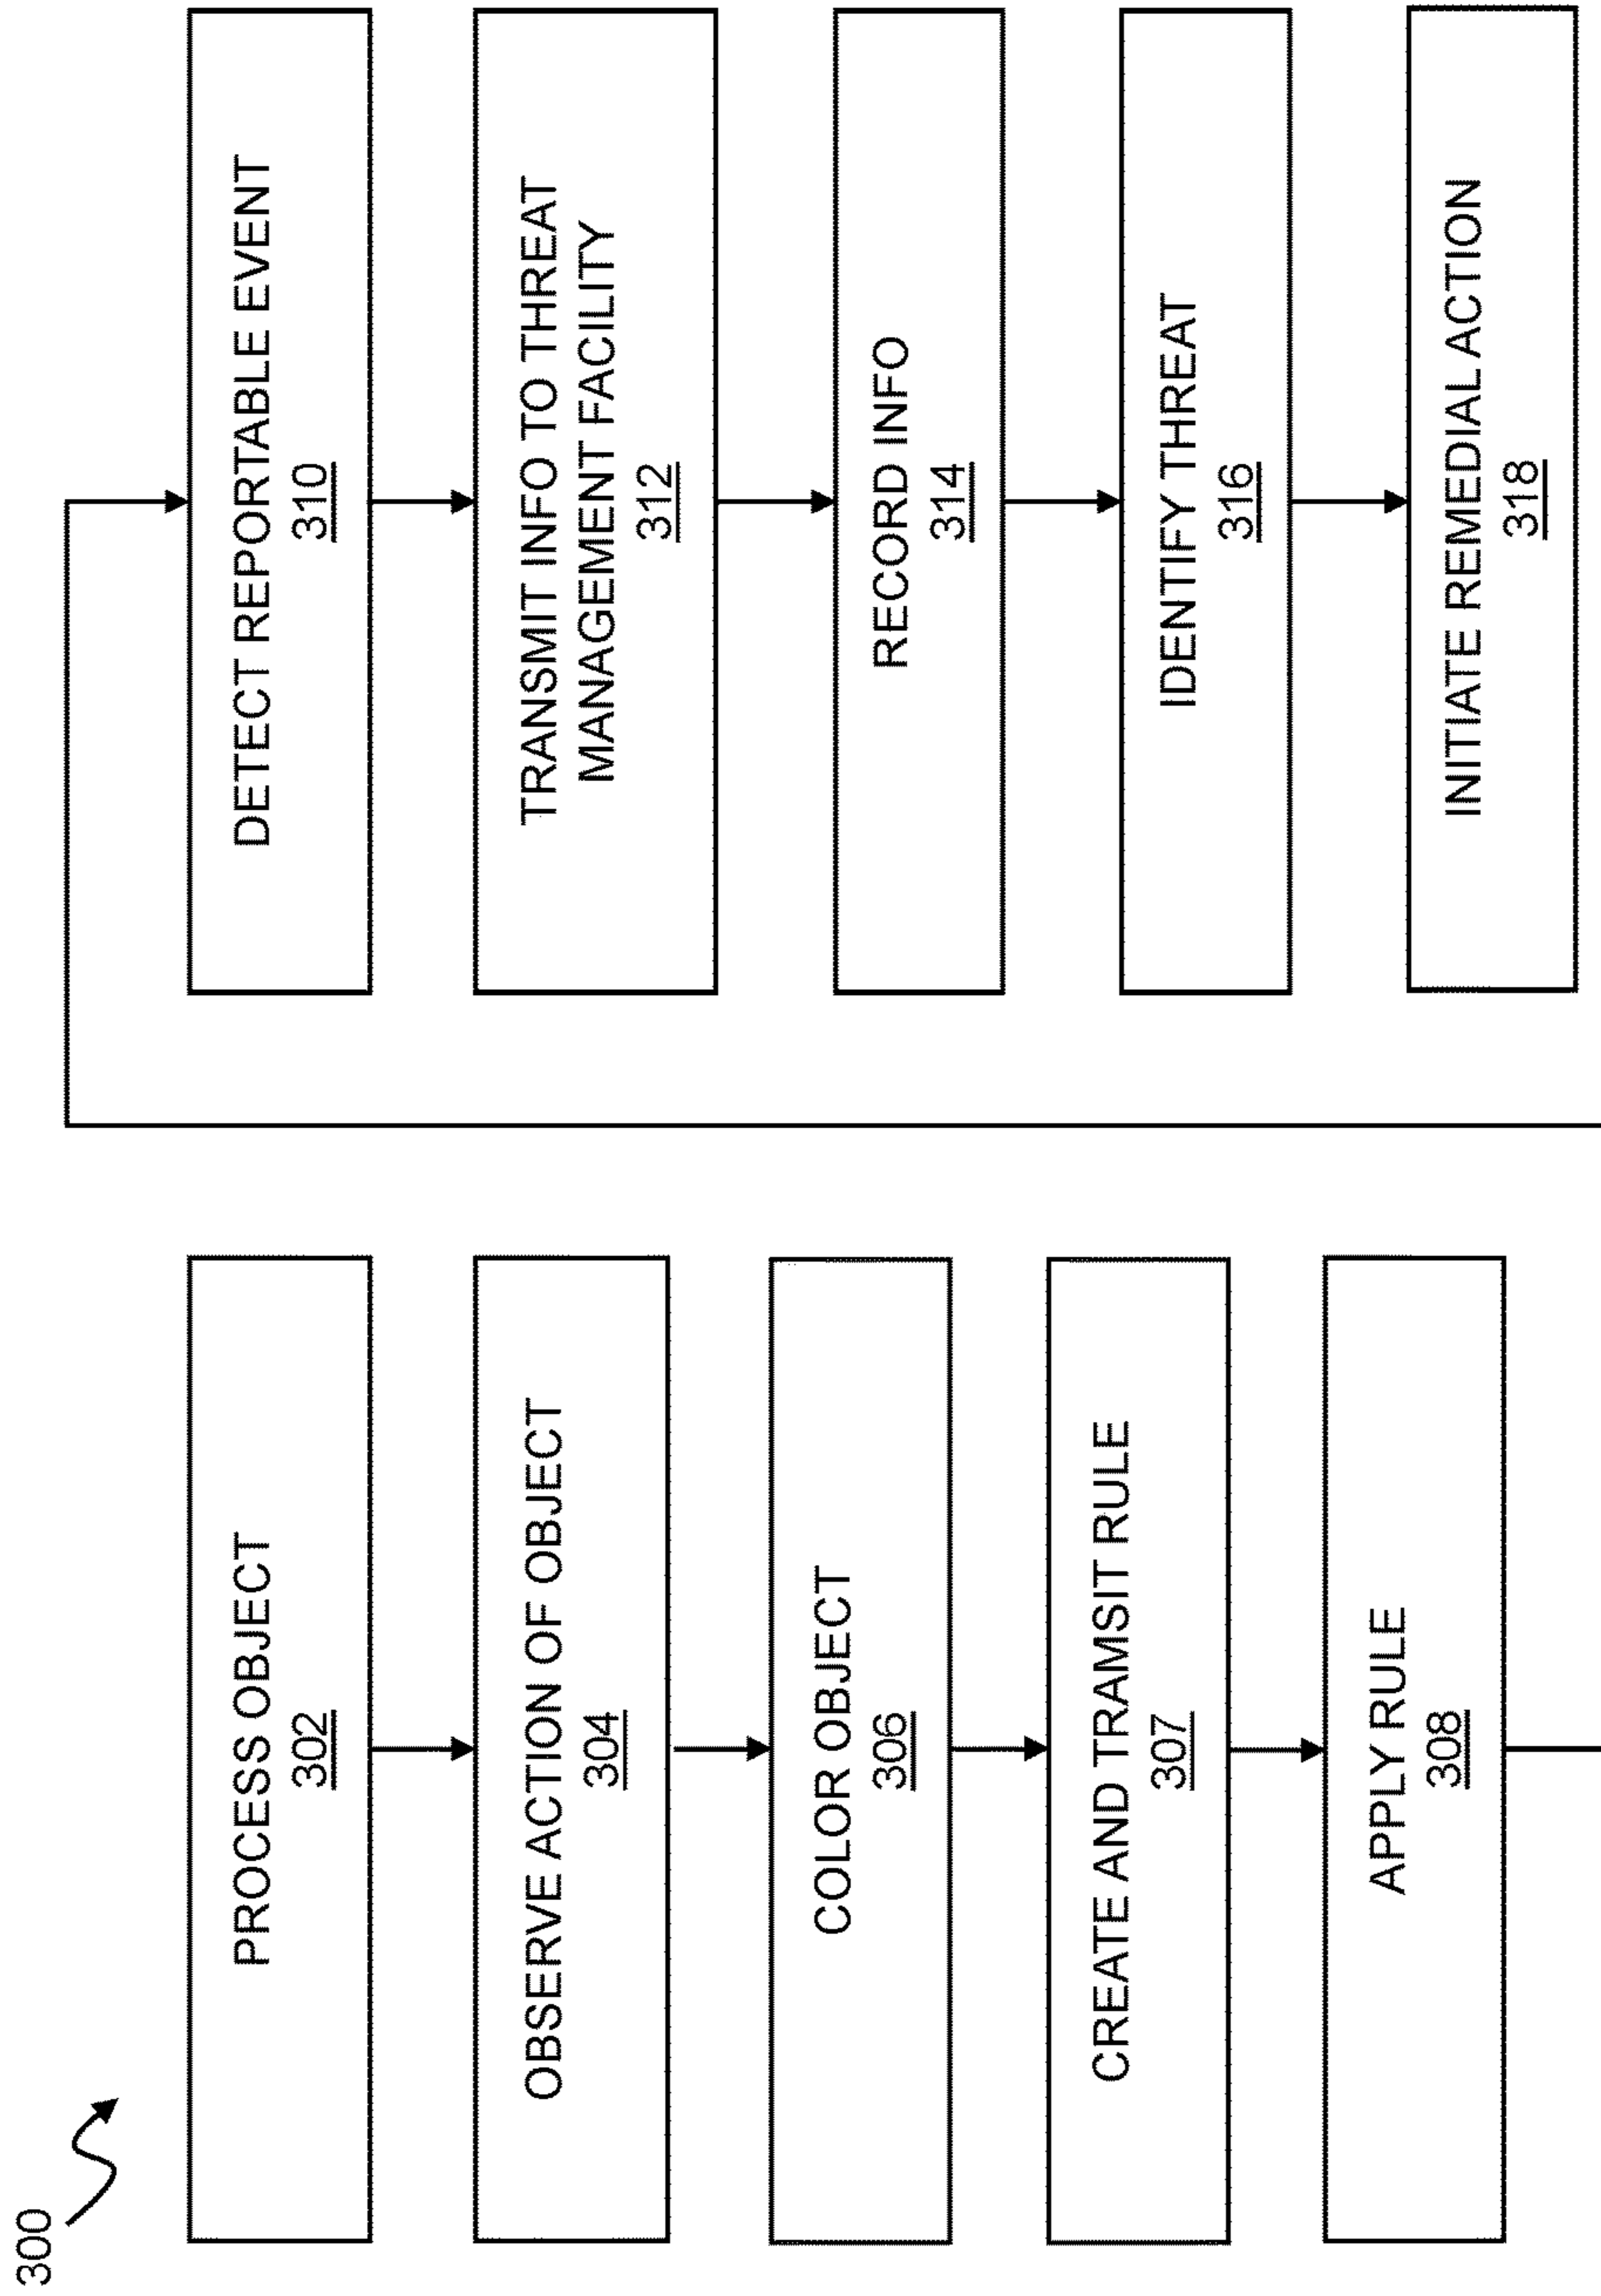 300
PROCESS OBJECT
302
OBSERVE ACTION OF OBJECT
304
COLOR OBJECT
306
CREATE AND TRAMSIT RULE
307
APPLY RULE
308
DETECT REPORTABLE EVENT
310
TRANSMIT INFO TO THREAT
MANAGEMENT FACILITY
312
RECORD INFO
314
IDENTIFY THREAT
316
INITIATE REMEDIAL ACTION
318